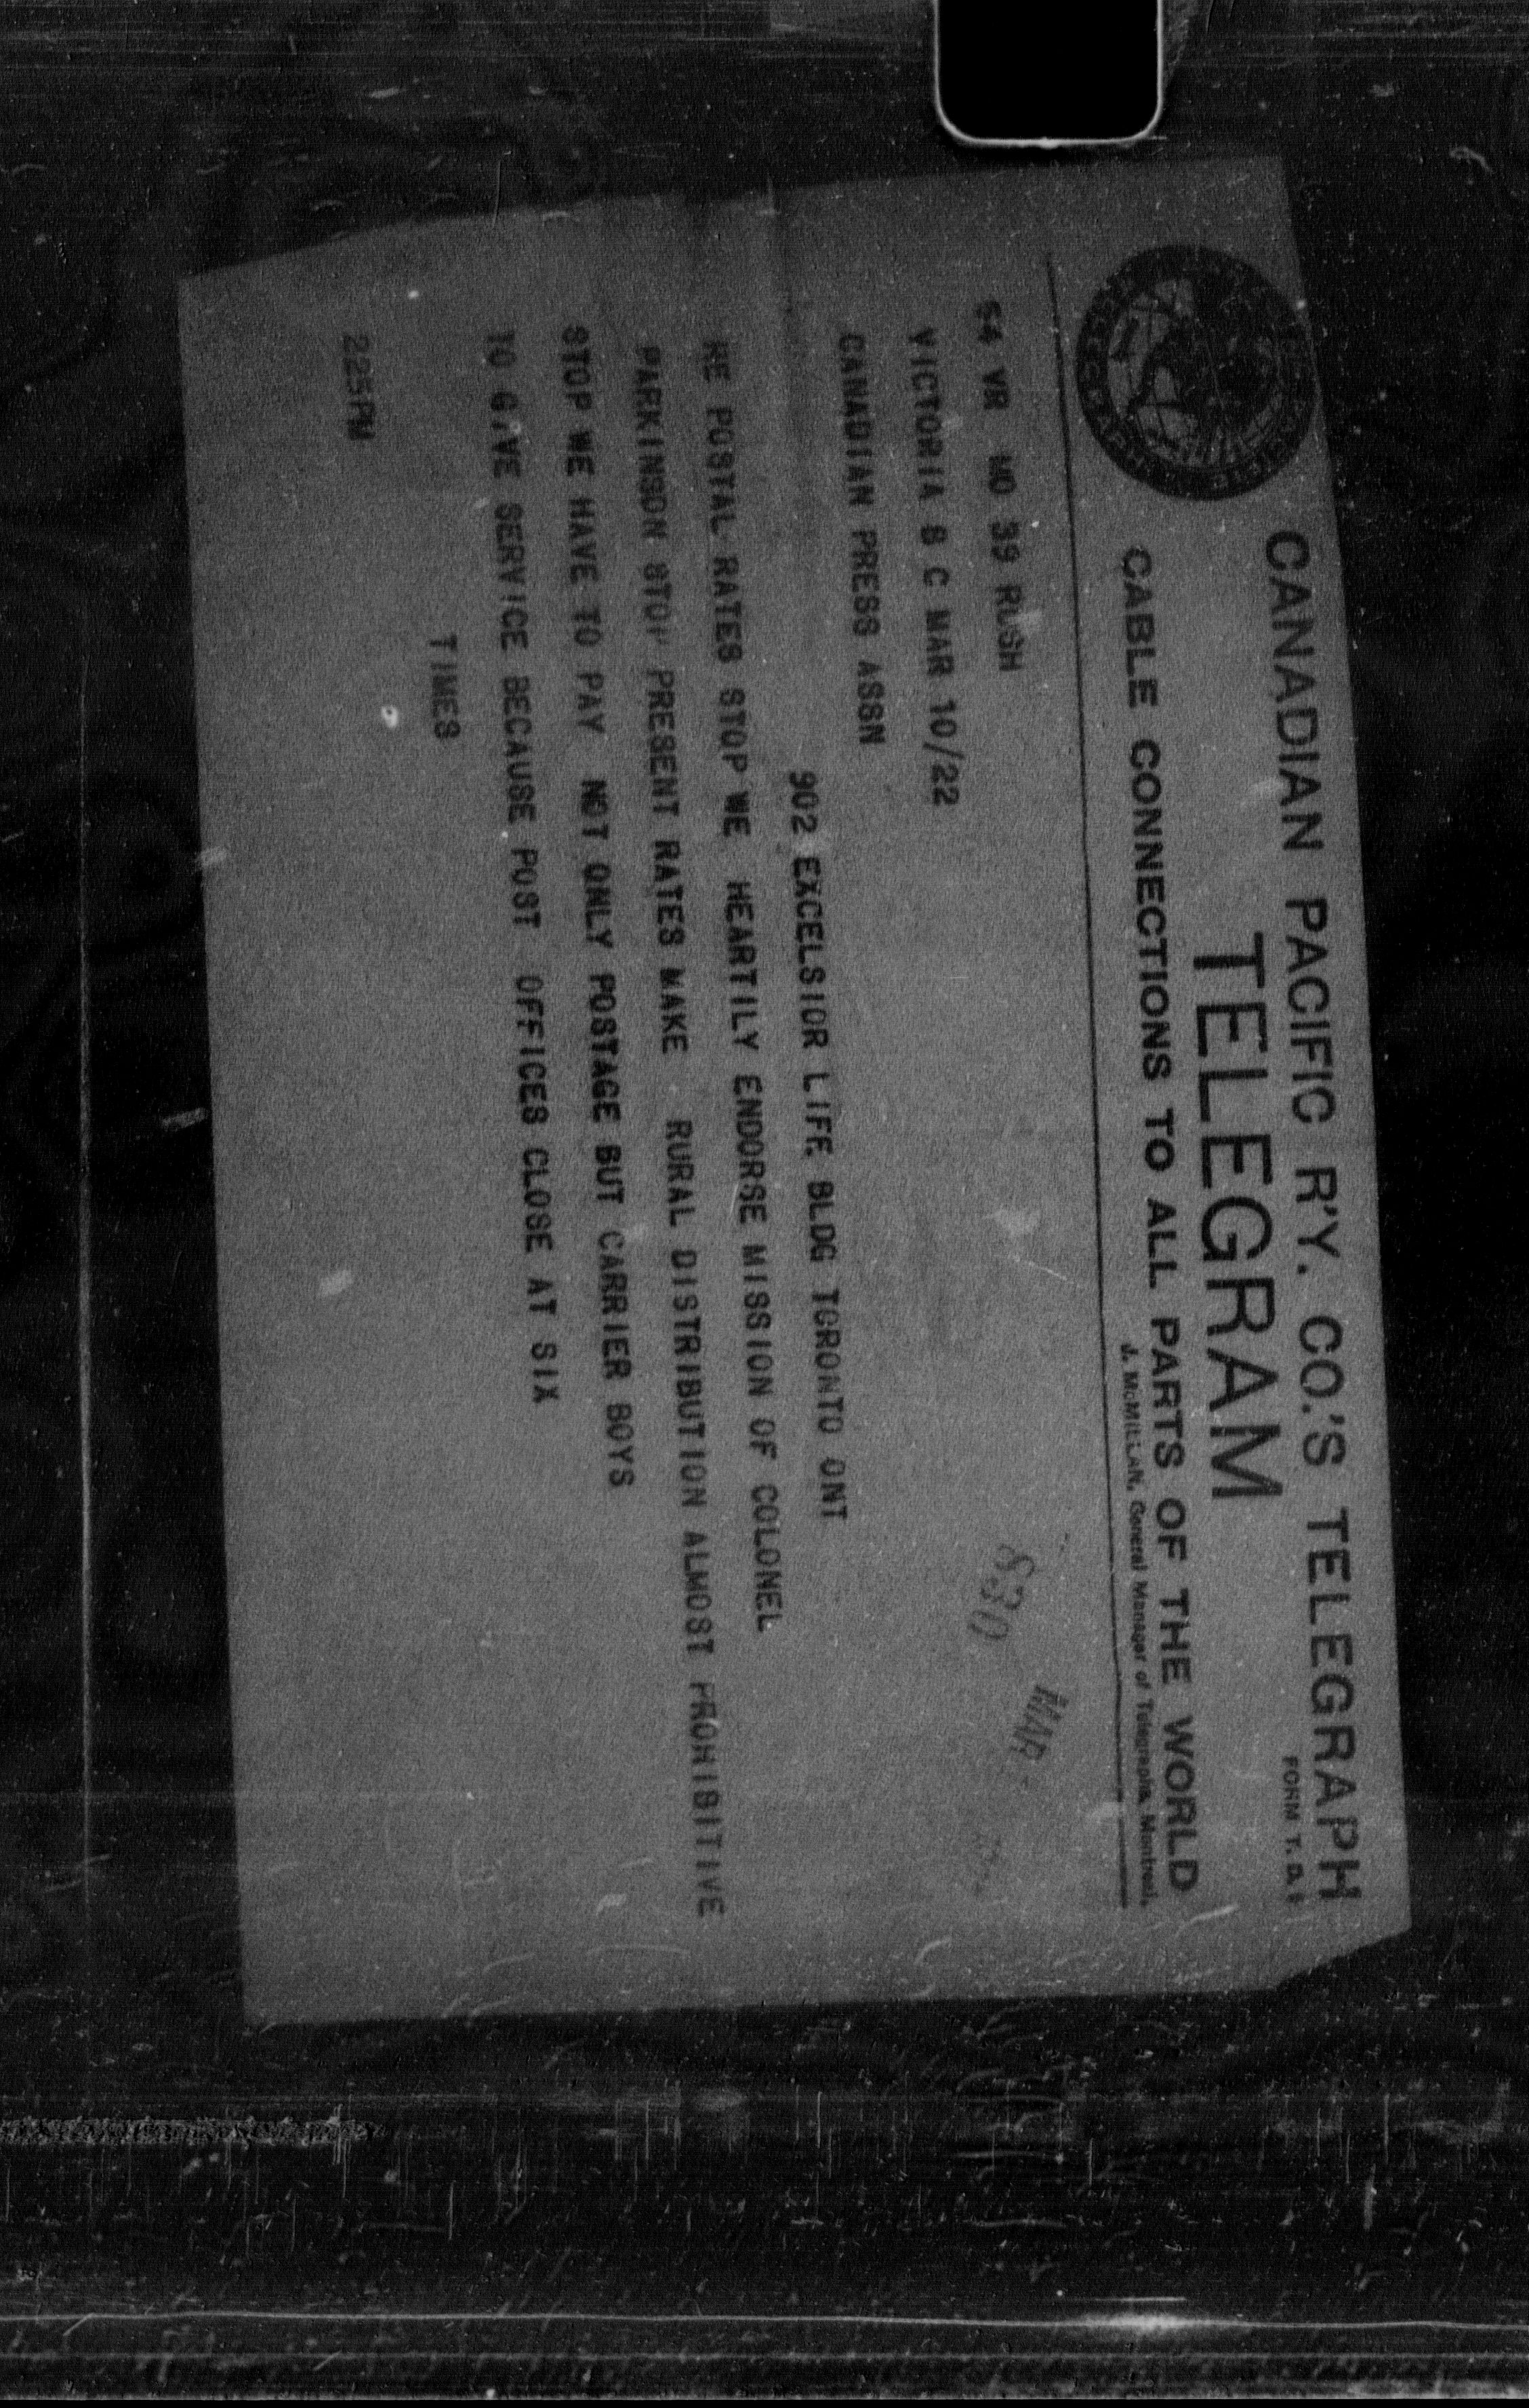 CANADIAN PACIFIC R'Y. CO.'S TELEGRAPH
TELEGRAM
FORM T. D.
CABLE CONNECTIONS TO ALL PARTS OF THE WORLD
J. McMILLAN, General Manager of Telegraphs, Montreal.
54 VR MO 39 RUSH
830 MAR
VICTORIA B C MAR 10/22
CANADIAN PRESS ASSN
902 EXCELSIOR LIFE BLDG TORONTO ONT
RE POSTAL RATES STOP WE HEARTILY ENDORSE MISSION OF COLONEL
PARKINSON STOP PRESENT RATES MAKE RURAL DISTRIBUTION ALMOST PROHIBITIVE
STOP WE HAVE TO PAY NOT ONLY POSTAGE BUT CARRIER BOYS
TO GIVE SERVICE BECAUSE POST OFFICES CLOSE AT SIX
TIMES
225PM